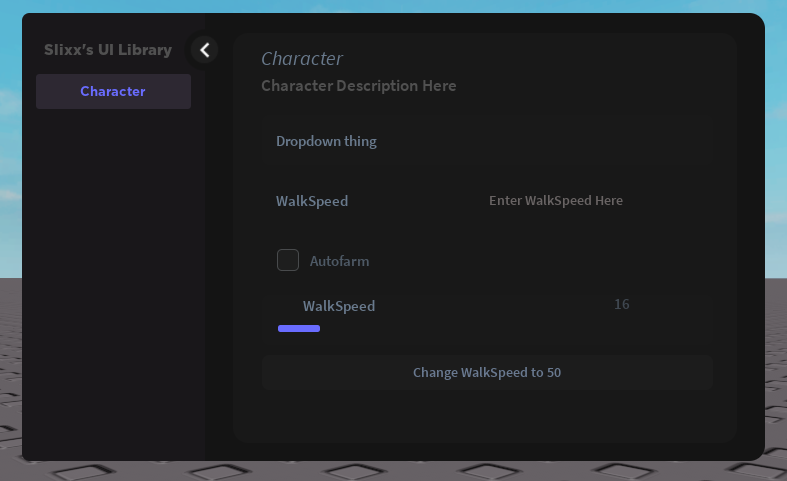 Slixx's UI Library
Character
Character
Character Description Here
Dropdown thing
WalkSpeed
Enter WalkSpeed Here
Autofarm
WalkSpeed
16
Change WalkSpeed to 50